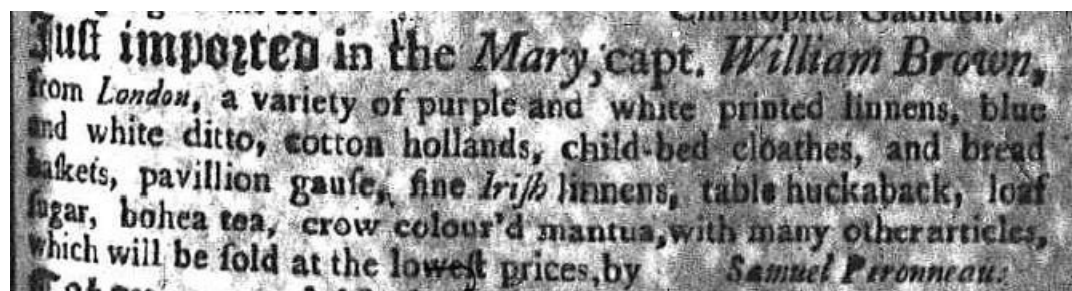 Christopher Gadsden.
Juſt imported in the Mary, capt. William Brown,
from London, a variety of purple and white printed linnens, blue
and white ditto, cotton hollands, child-bed cloathes, and bread
baſkets, pavillion gauſe, fine Iriſh linnens, table huckaback, loaf
ſugar, bohea tea, crow colour'd mantua, with many other articles,
which will be ſold at the loweſt prices, by Samuel Peronneau.